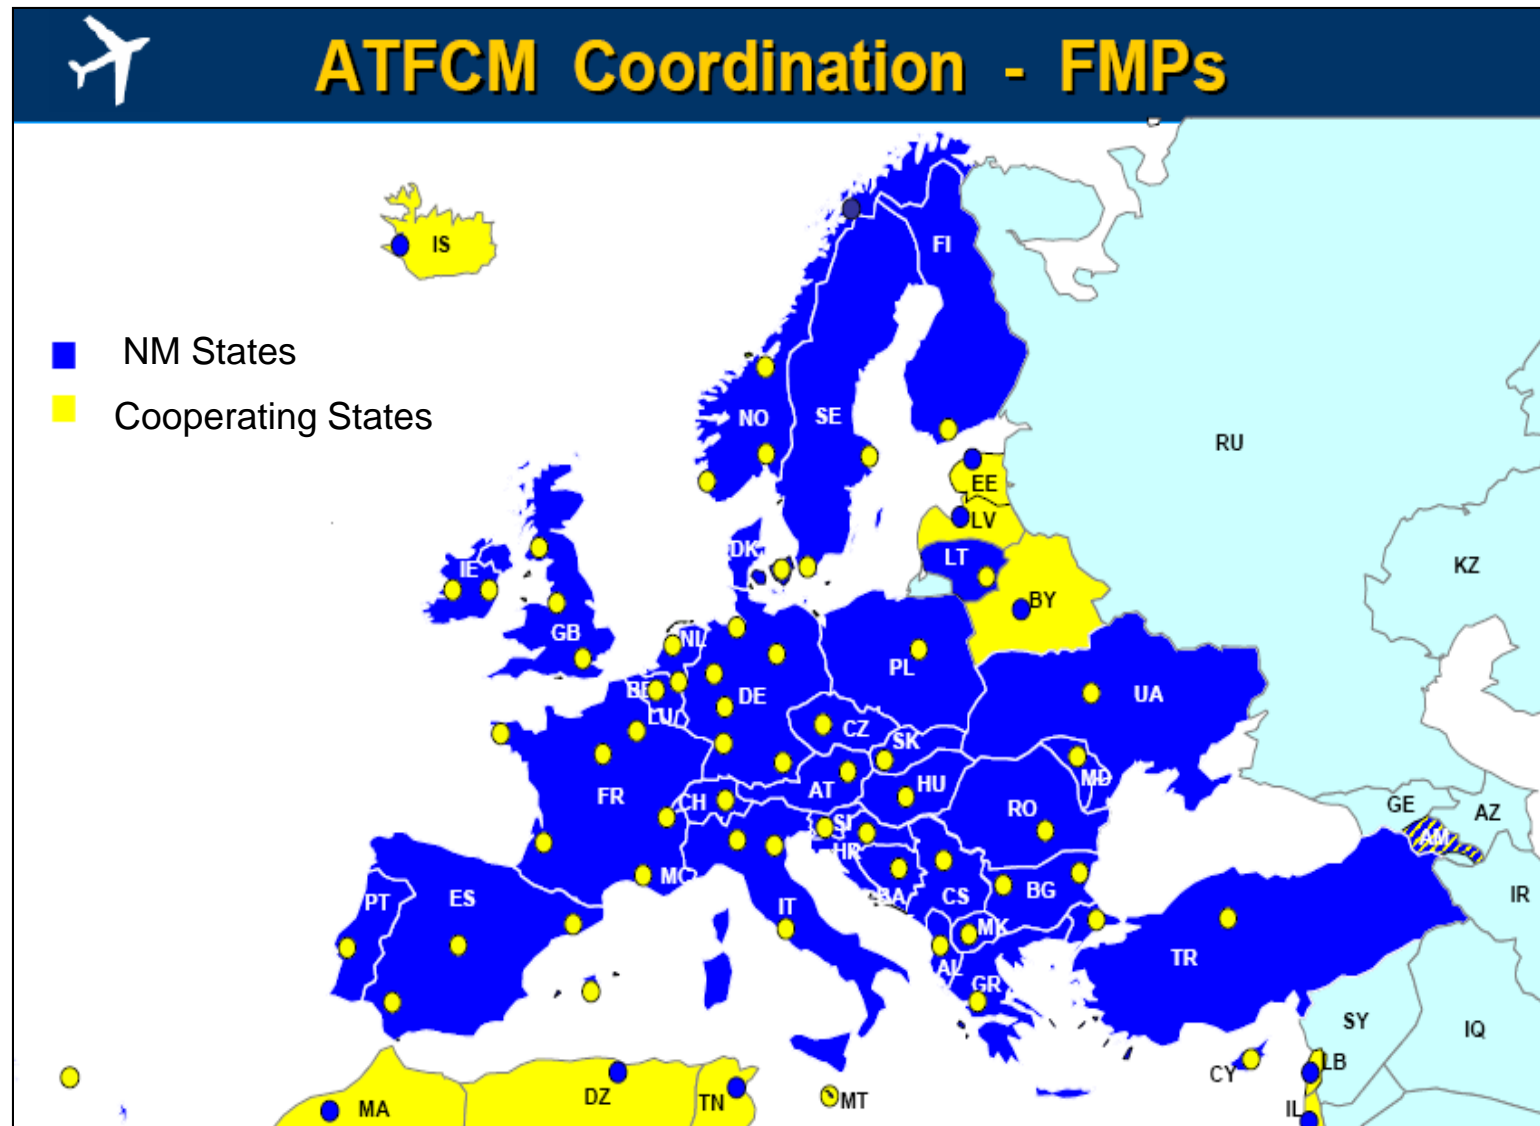 ATFCM Coordination - FMPs
IS
FI
NM States
Cooperating States
NO
SE
RU
EE
LV
DK
LT
IE
KZ
BY
GB
NL
PL
BE
DE
UA
LU
CZ
SK
MD
AT
HU
FR
CH
RO
GE
AZ
SI
AM
HR
MC
ES
PT
BA
CS
BG
IR
IT
MK
TR
AL
GR
SY
IQ
CY
LB
MA
DZ
TN
MT
IL